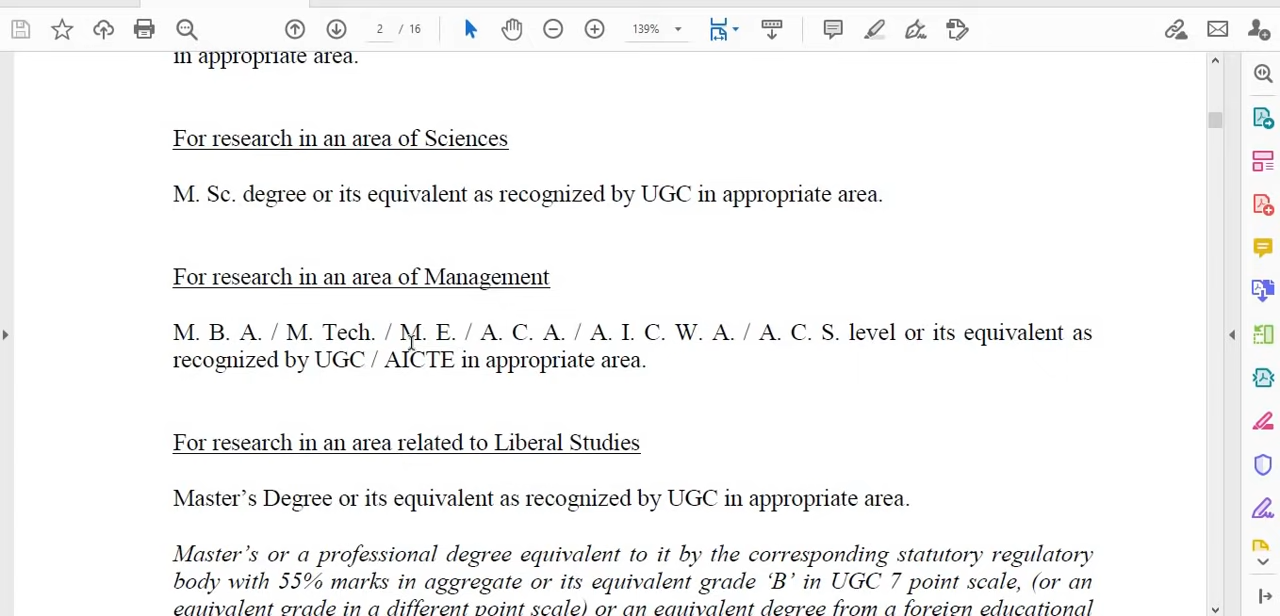 2 / 16
139%
in appropriate area.
For research in an area of Sciences
M. Sc. degree or its equivalent as recognized by UGC in appropriate area.
For research in an area of Management
M. B. A. / M. Tech. / M. E. / A. C. A. / A. I. C. W. A. / A. C. S. level or its equivalent as
recognized by UGC / AICTE in appropriate area.
For research in an area related to Liberal Studies
Master’s Degree or its equivalent as recognized by UGC in appropriate area.
Master’s or a professional degree equivalent to it by the corresponding statutory regulatory
body with 55% marks in aggregate or its equivalent grade ‘B’ in UGC 7 point scale, (or an
equivalent grade in a different point scale) or an equivalent degree from a foreign educational